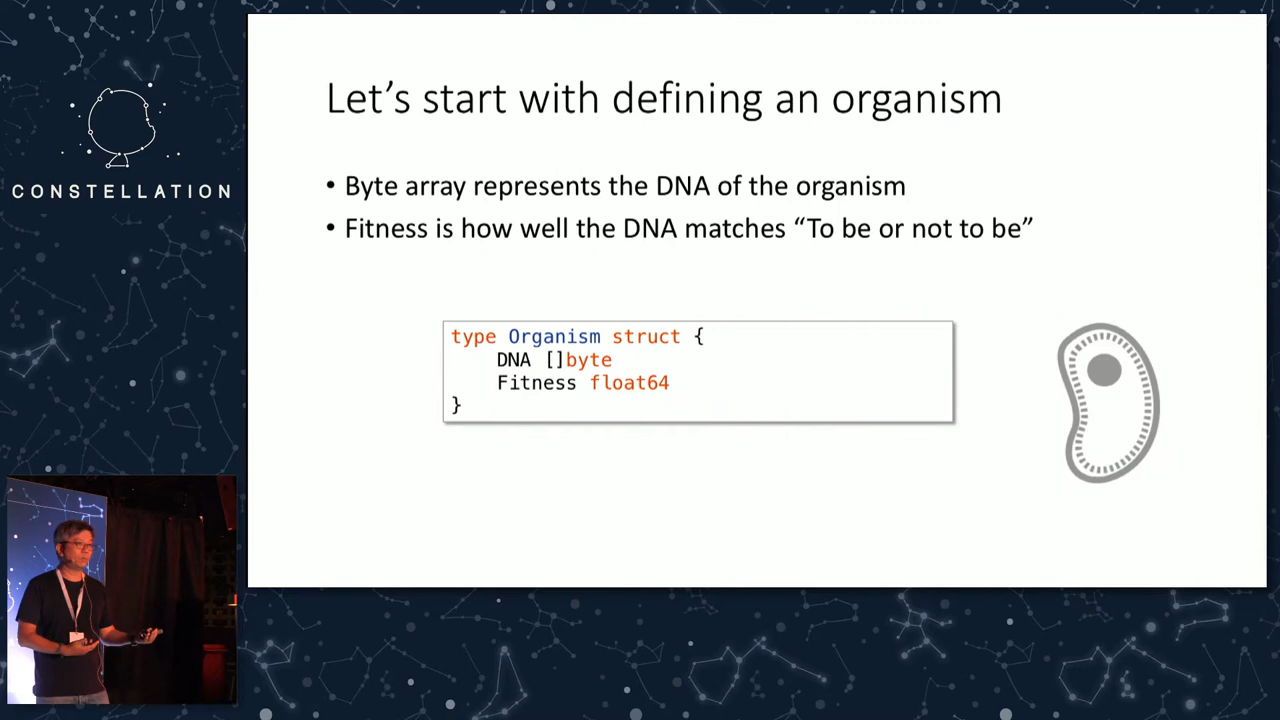 CONSTELLATION
Let’s start with defining an organism
• Byte array represents the DNA of the organism
• Fitness is how well the DNA matches “To be or not to be”
type Organism struct {
    DNA []byte
    Fitness float64
}